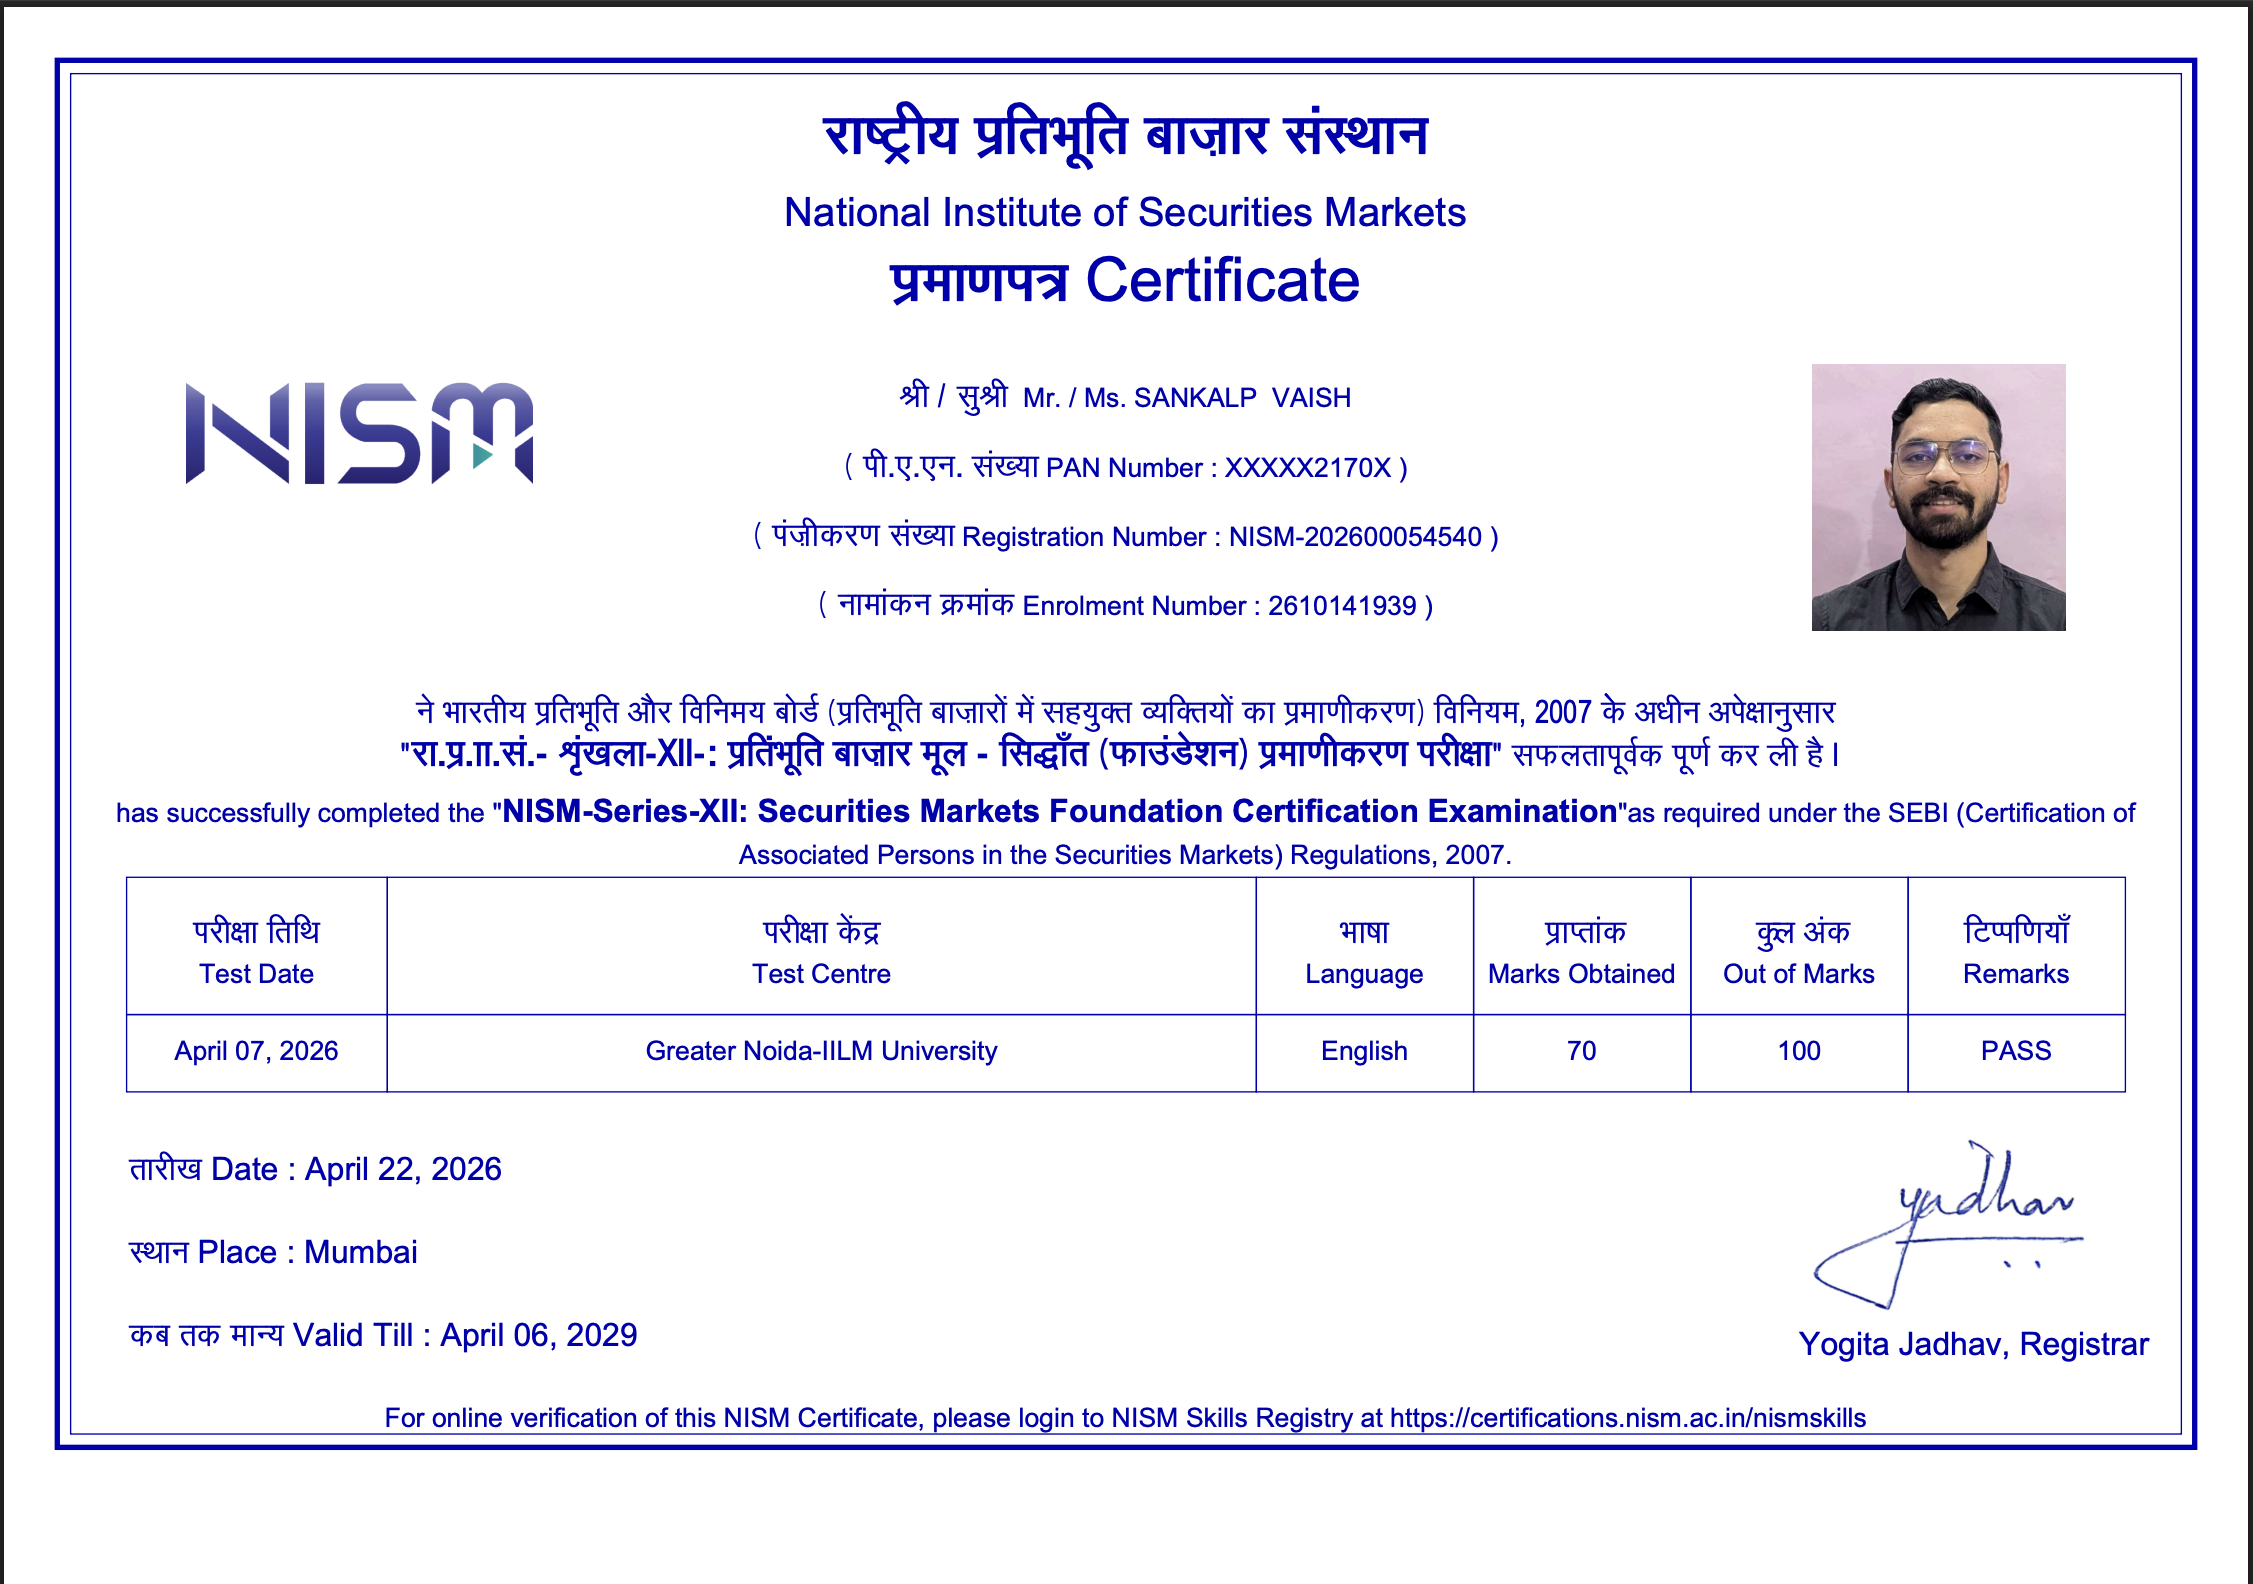 राष्ट्रीय प्रतिभूति बाज़ार संस्थान
National Institute of Securities Markets
प्रमाणपत्र Certificate
NISM
श्री / सुश्री Mr. / Ms. SANKALP VAISH
( पी.ए.एन. संख्या PAN Number : XXXXX2170X )
( पंज़ीकरण संख्या Registration Number : NISM-202600054540 )
( नामांकन क्रमांक Enrolment Number : 2610141939 )
ने भारतीय प्रतिभूति और विनिमय बोर्ड (प्रतिभूति बाज़ारों में सहयुक्त व्यक्तियों का प्रमाणीकरण) विनियम, 2007 के अधीन अपेक्षानुसार
"रा.प्र.ाा.सं.- शृंखला-XII-: प्रतिंभूति बाज़ार मूल - सिद्धाँत (फाउंडेशन) प्रमाणीकरण परीक्षा" सफलतापूर्वक पूर्ण कर ली है ।
has successfully completed the "NISM-Series-XII: Securities Markets Foundation Certification Examination"as required under the SEBI (Certification of
Associated Persons in the Securities Markets) Regulations, 2007.
परीक्षा तिथि परीक्षा केंद्र भाषा प्राप्तांक कुल अंक टिप्पणियाँ
Test Date Test Centre Language Marks Obtained Out of Marks Remarks
April 07, 2026 Greater Noida-IILM University English 70 100 PASS
तारीख Date : April 22, 2026
yadhav
स्थान Place : Mumbai
कब तक मान्य Valid Till : April 06, 2029
Yogita Jadhav, Registrar
For online verification of this NISM Certificate, please login to NISM Skills Registry at https://certifications.nism.ac.in/nismskills